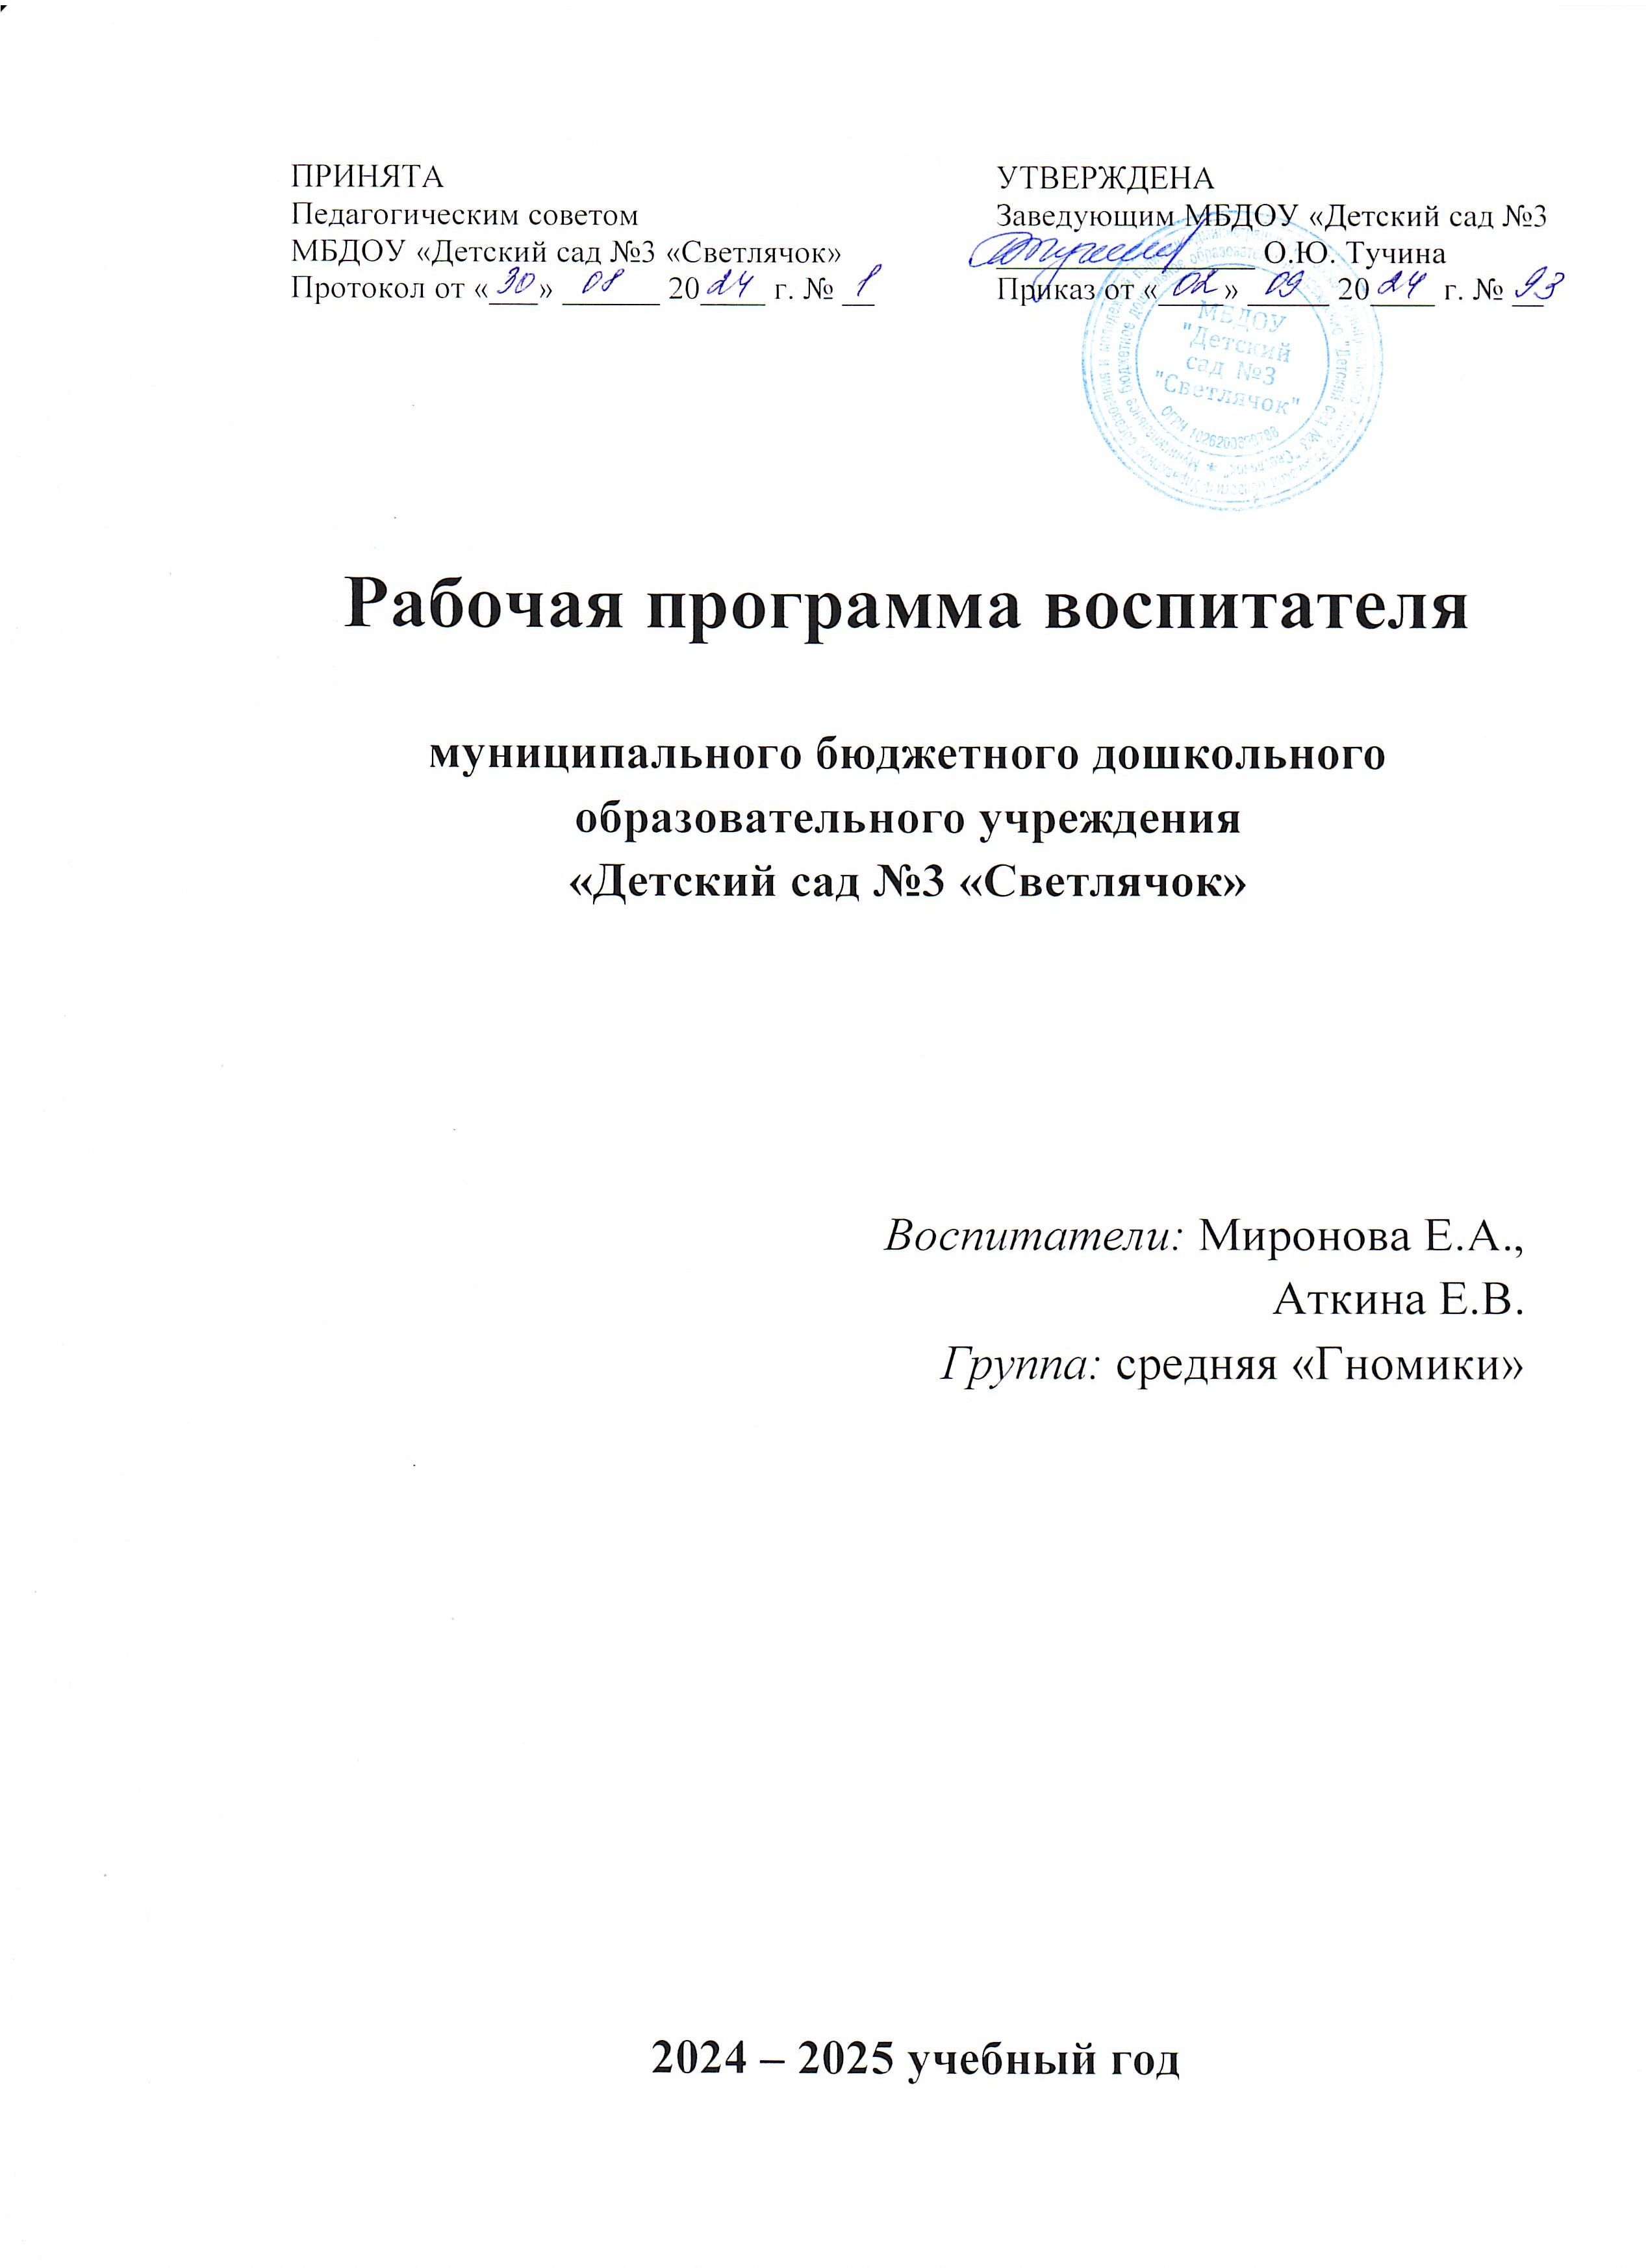 ПРИНЯТА
Педагогическим советом
МБДОУ «Детский сад №3 «Светлячок»
Протокол от «30» 08 2024 г. № 1
УТВЕРЖДЕНА
Заведующим МБДОУ «Детский сад №3
О.Ю. Тучина
Приказ от «02» 09 2024 г. № 93
МБДОУ
"Детский
сад №3
"Светлячок"
Рабочая программа воспитателя
муниципального бюджетного дошкольного
образовательного учреждения
«Детский сад №3 «Светлячок»
Воспитатели: Миронова Е.А.,
Аткина Е.В.
Группа: средняя «Гномики»
2024 – 2025 учебный год